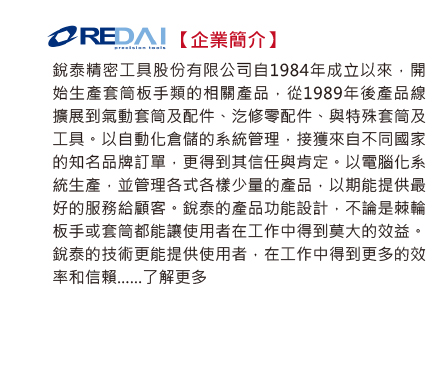 REDAI 【企業簡介】
precision tools
銳泰精密工具股份有限公司自1984年成立以來，開
始生產套筒板手類的相關產品，從1989年後產品線
擴展到氣動套筒及配件、汔修零配件、與特殊套筒及
工具。以自動化倉儲的系統管理，接獲來自不同國家
的知名品牌訂單，更得到其信任與肯定。以電腦化系
統生產，並管理各式各樣少量的產品，以期能提供最
好的服務給顧客。銳泰的產品功能設計，不論是棘輪
板手或套筒都能讓使用者在工作中得到莫大的效益。
銳泰的技術更能提供使用者，在工作中得到更多的效
率和信賴......了解更多